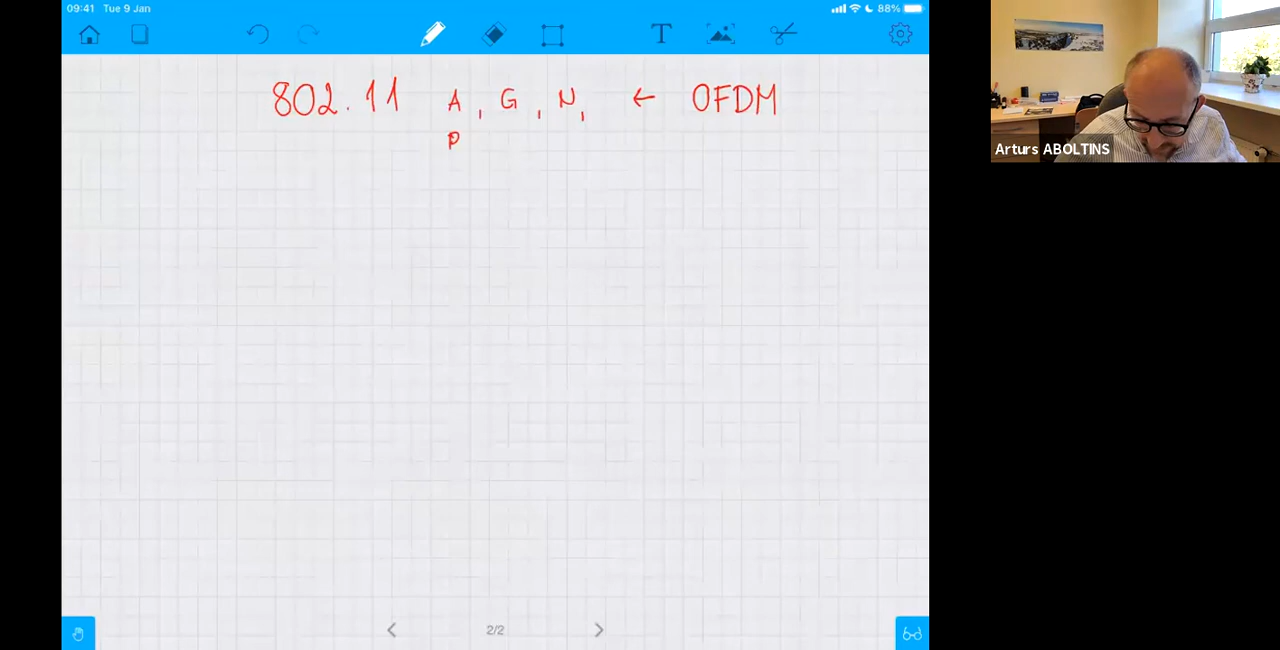 09:41 Tue 9 Jan 88%
T
802.11 A, G, N, ← OFDM
P
Arturs ABOLTINS
2/2